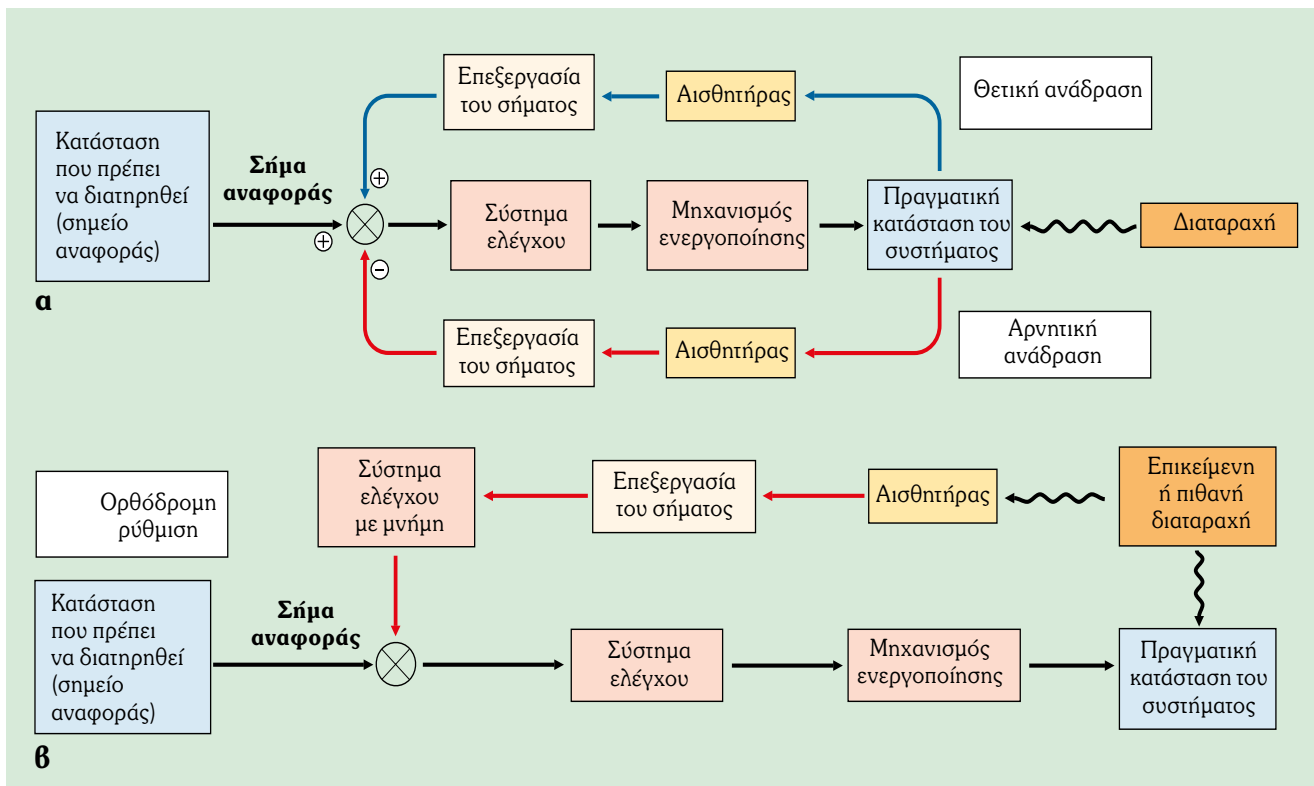 Επεξεργασία
του σήματος
Αισθητήρας
Θετική ανάδραση
Κατάσταση
που πρέπει
να διατηρηθεί
(σημείο
αναφοράς)
Σήμα
αναφοράς
+
+
−
Σύστημα
ελέγχου
Μηχανισμός
ενεργοποίησης
Πραγματική
κατάσταση του
συστήματος
Διαταραχή
α
Επεξεργασία
του σήματος
Αισθητήρας
Αρνητική
ανάδραση
Ορθόδρομη
ρύθμιση
Σύστημα
ελέγχου
με μνήμη
Επεξεργασία
του σήματος
Αισθητήρας
Επικείμενη
ή πιθανή
διαταραχή
Κατάσταση
που πρέπει
να διατηρηθεί
(σημείο
αναφοράς)
Σήμα
αναφοράς
Σύστημα
ελέγχου
Μηχανισμός
ενεργοποίησης
Πραγματική
κατάσταση του
συστήματος
β